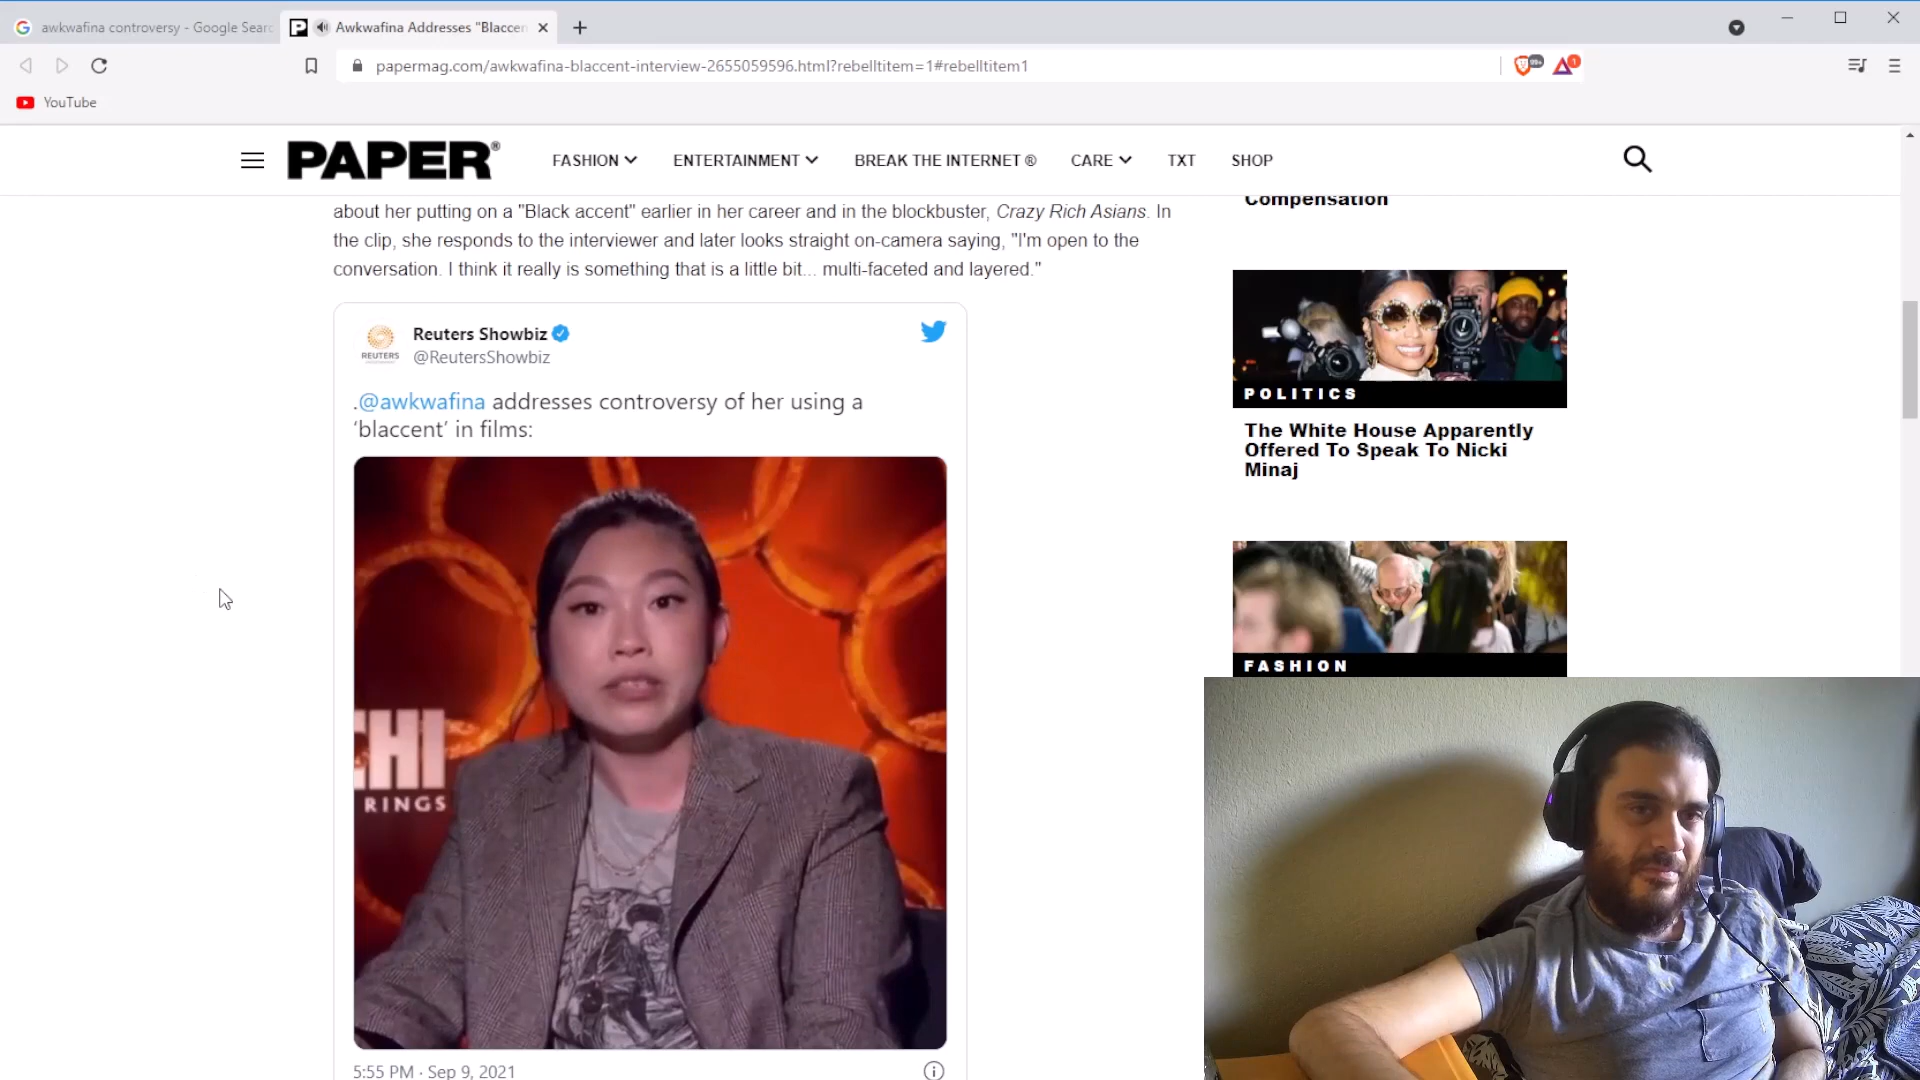 awkwafina controversy - Google Searc
Awkwafina Addresses "Blaccen
papermag.com/awkwafina-blaccent-interview-2655059596.html?rebelltitem=1#rebelltitem1
99+
1
YouTube
PAPER®
FASHION
ENTERTAINMENT
BREAK THE INTERNET ®
CARE
TXT
SHOP
about her putting on a "Black accent" earlier in her career and in the blockbuster, Crazy Rich Asians. In
the clip, she responds to the interviewer and later looks straight on-camera saying, "I'm open to the
conversation. I think it really is something that is a little bit... multi-faceted and layered."
Compensation
REUTERS
Reuters Showbiz
@ReutersShowbiz
.@awkwafina addresses controversy of her using a
‘blaccent’ in films:
CHI
RINGS
5:55 PM · Sep 9, 2021
POLITICS
The White House Apparently
Offered To Speak To Nicki
Minaj
FASHION